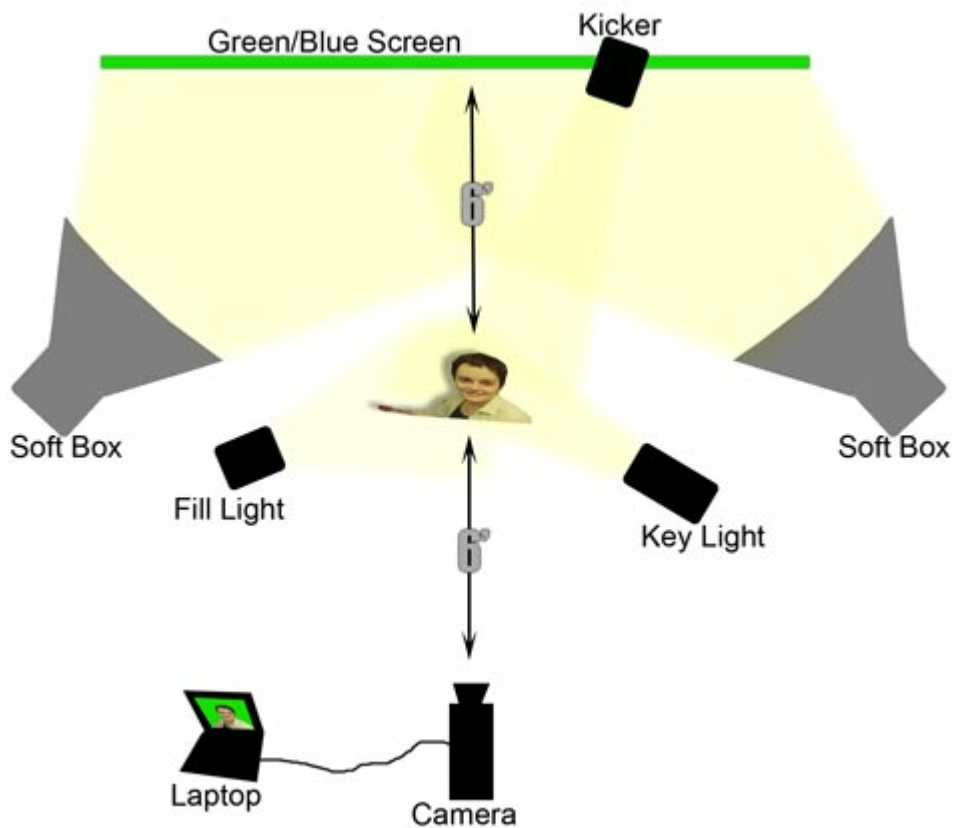 Kicker
Green/Blue Screen
6'
Soft Box
Soft Box
Fill Light
Key Light
6'
Laptop
Camera